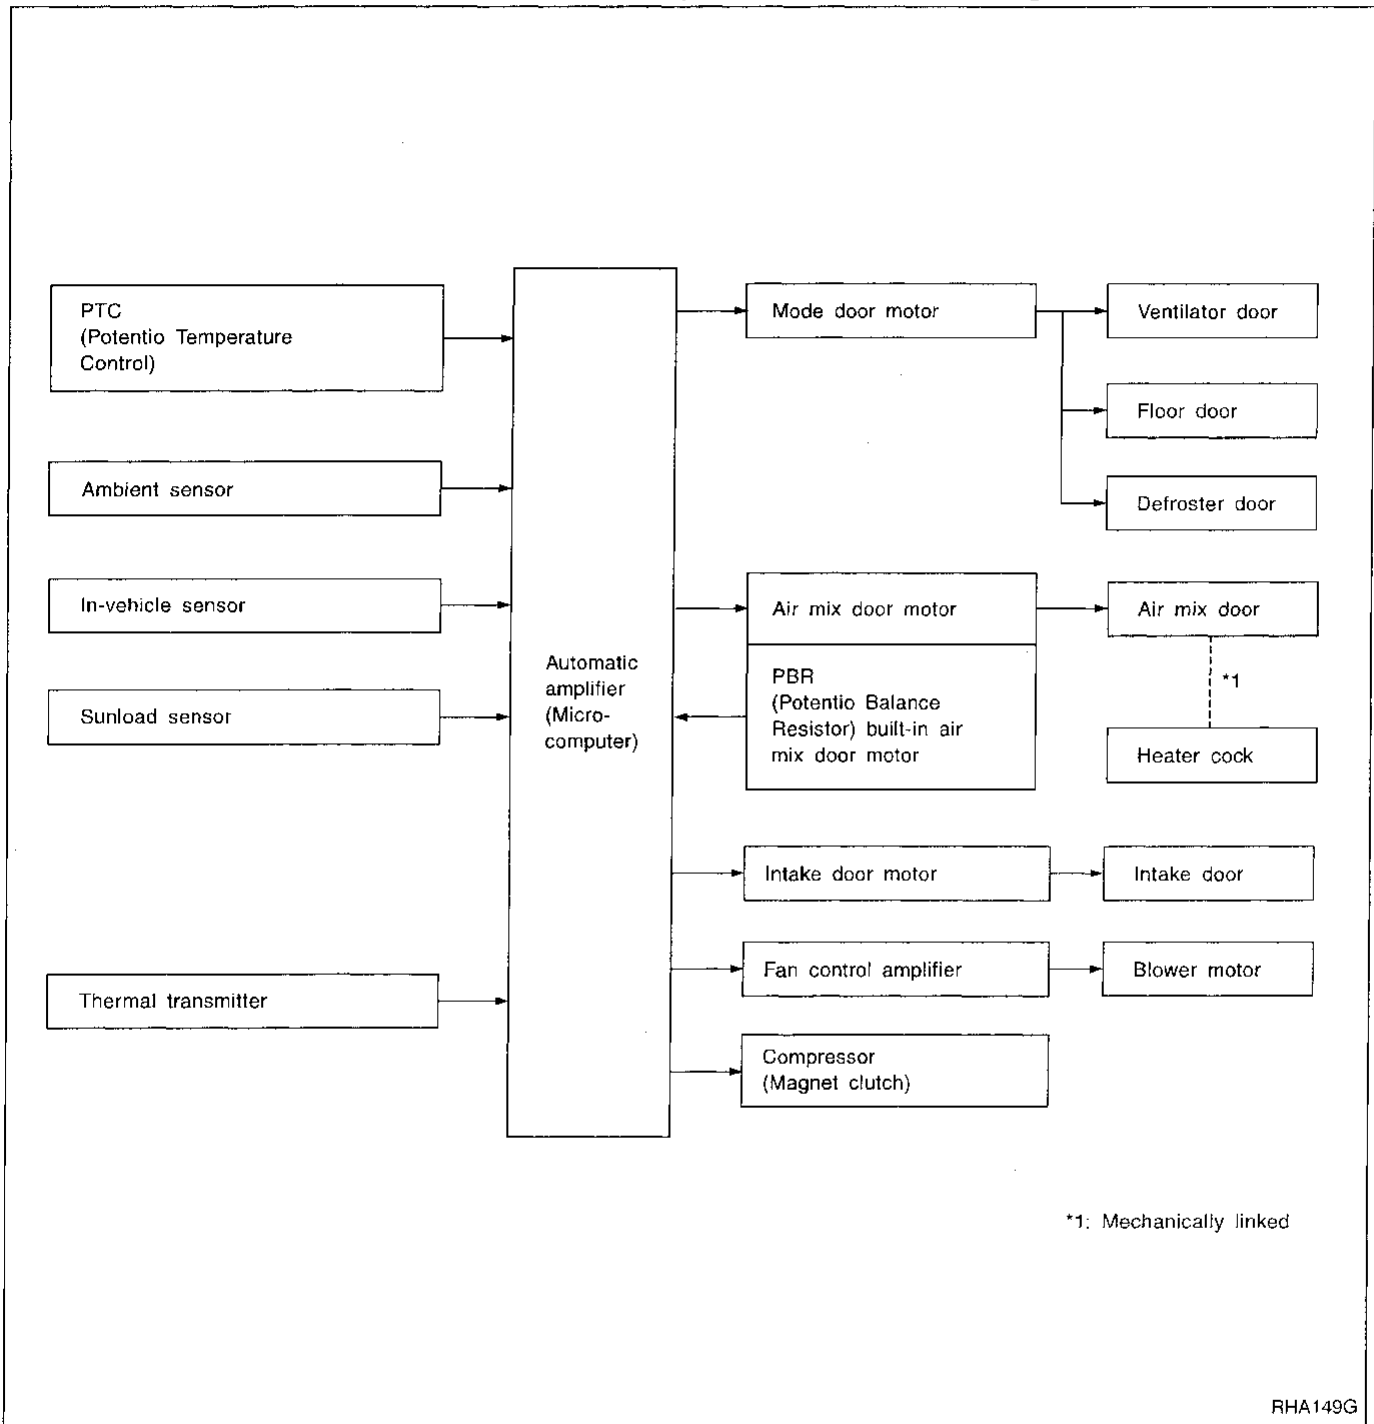 PTC
(Potentio Temperature
Control)
Ambient sensor
In-vehicle sensor
Sunload sensor
Thermal transmitter
Automatic
amplifier
(Micro-
computer)
Mode door motor
Ventilator door
Floor door
Defroster door
Air mix door motor
Air mix door
PBR
(Potentio Balance
Resistor) built-in air
mix door motor
*1
Heater cock
Intake door motor
Intake door
Fan control amplifier
Blower motor
Compressor
(Magnet clutch)
*1: Mechanically linked
RHA149G